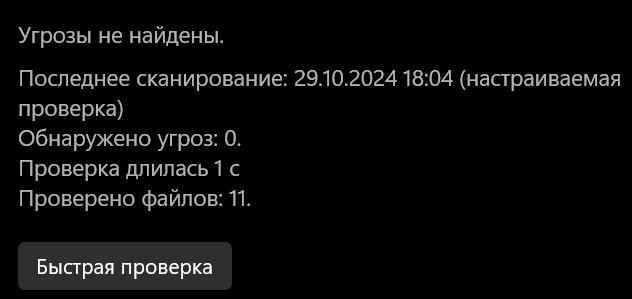 Угрозы не найдены.
Последнее сканирование: 29.10.2024 18:04 (настраиваемая
проверка)
Обнаружено угроз: 0.
Проверка длилась 1 с
Проверено файлов: 11.
Быстрая проверка